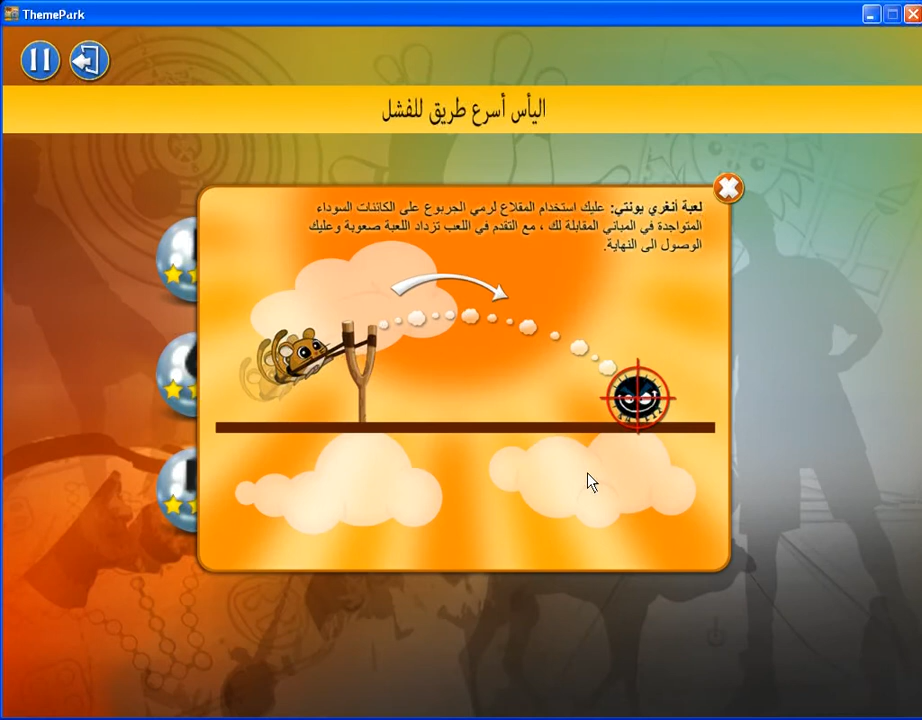 ThemePark
اليأس أسرع طريق للفشل
لعبة أنغري يونتي: عليك استخدام المقلاع لرمي الجربوع على الكائنات السوداء
المتواجدة في المباني المقابلة لك ، مع التقدم في اللعب تزداد اللعبة صعوبة وعليك
الوصول الى النهاية.